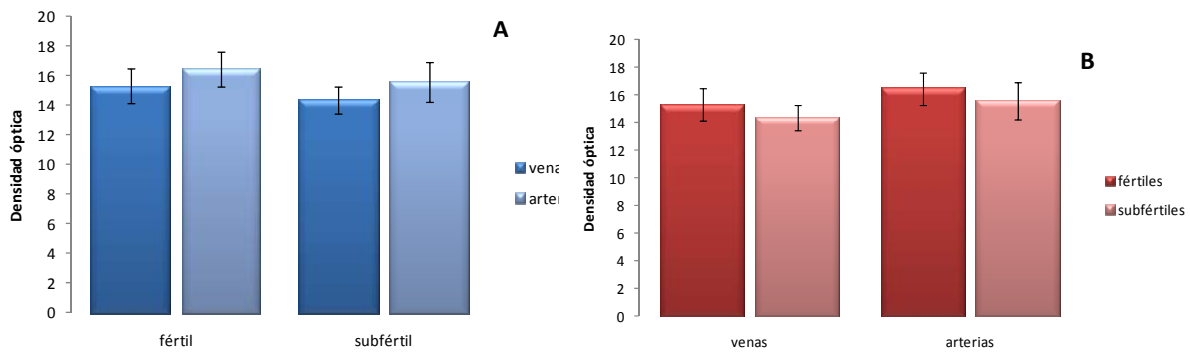 A
20
18
16
14
12
10
8
6
4
2
0
Densidad óptica
fértil
subfértil
vena
arter
B
20
18
16
14
12
10
8
6
4
2
0
Densidad óptica
venas
arterias
fértiles
subfértiles